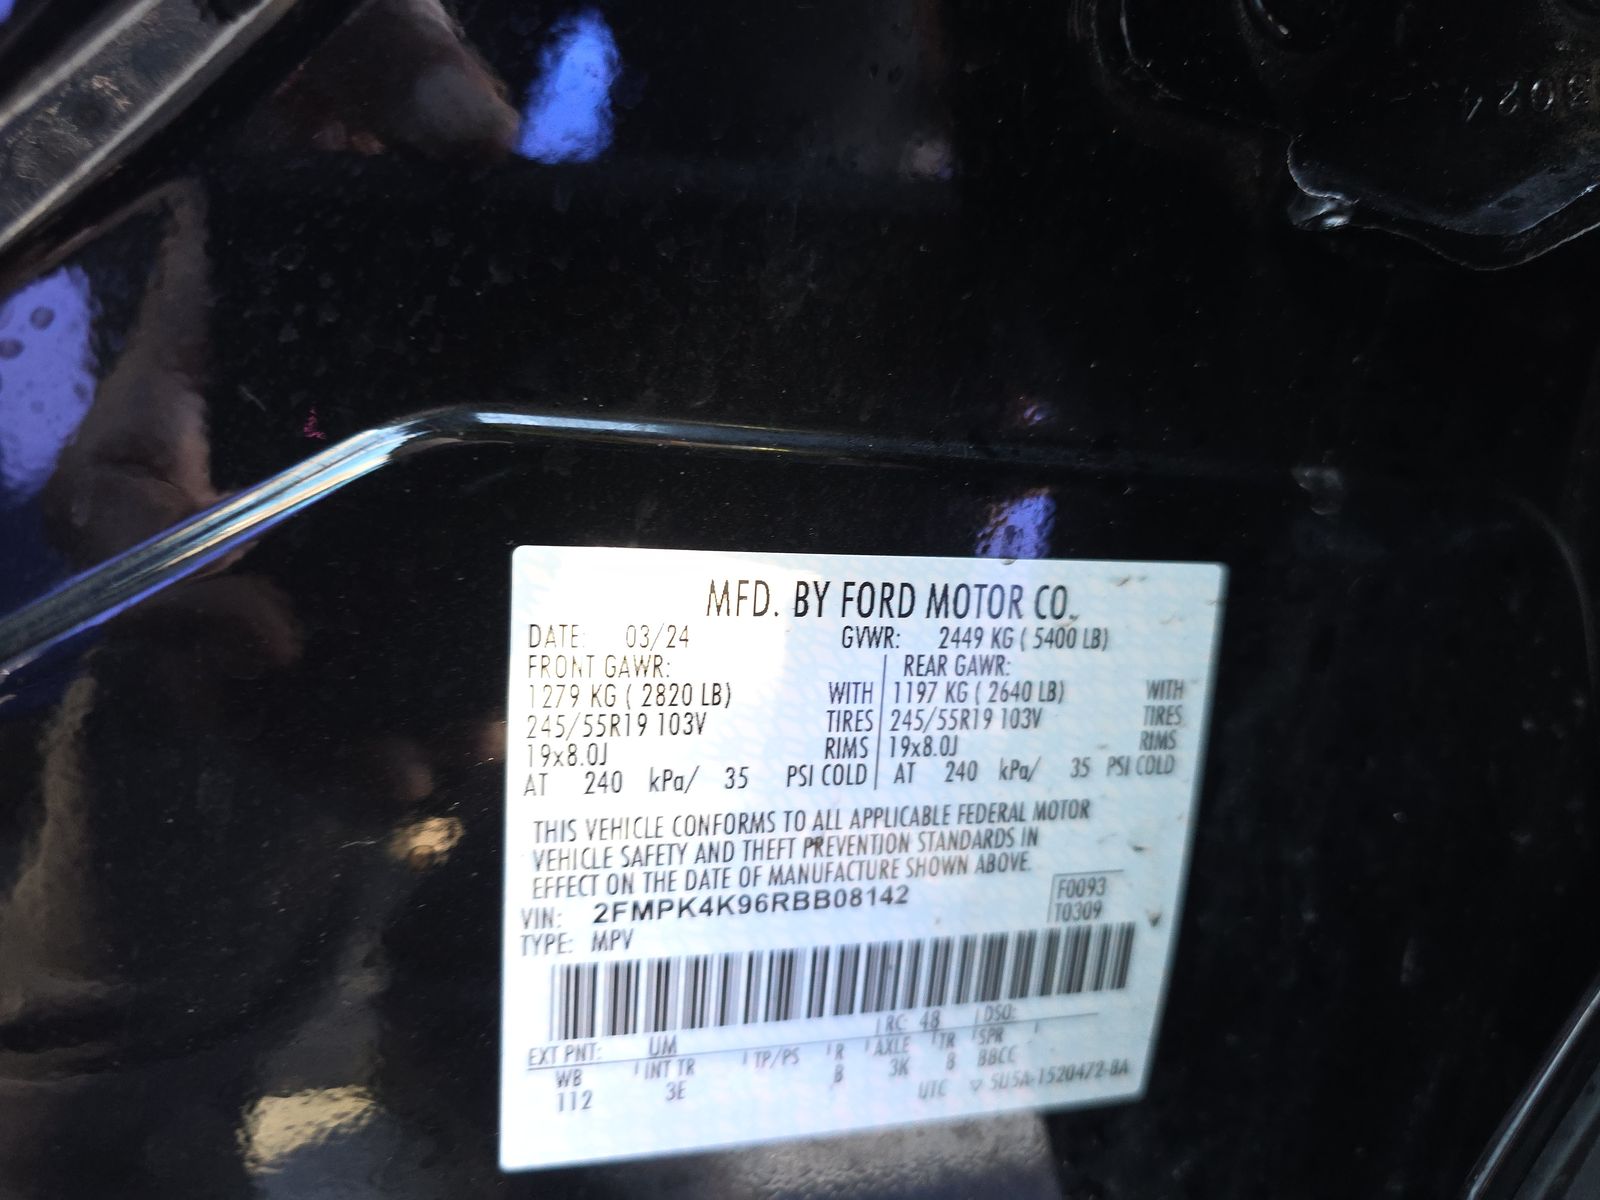 3024
MFD. BY FORD MOTOR CO.
DATE: 03/24 GVWR: 2449 KG ( 5400 LB)
FRONT GAWR: REAR GAWR:
1279 KG ( 2820 LB) WITH 1197 KG ( 2640 LB) WITH
245/55R19 103V TIRES 245/55R19 103V TIRES
19x8.0J RIMS 19x8.0J RIMS
AT 240 kPa/ 35 PSI COLD AT 240 kPa/ 35 PSI COLD
THIS VEHICLE CONFORMS TO ALL APPLICABLE FEDERAL MOTOR
VEHICLE SAFETY AND THEFT PREVENTION STANDARDS IN
EFFECT ON THE DATE OF MANUFACTURE SHOWN ABOVE.
VIN: 2FMPK4K96RBB08142 F0093
TYPE: MPV T0309
EXT PNT: UM RC: 48 DSO:
WB INT TR TP/PS R AXLE TR SPR
112 3E B 3K B BBCC
UTC ▽ 5U5A-1520472-BA